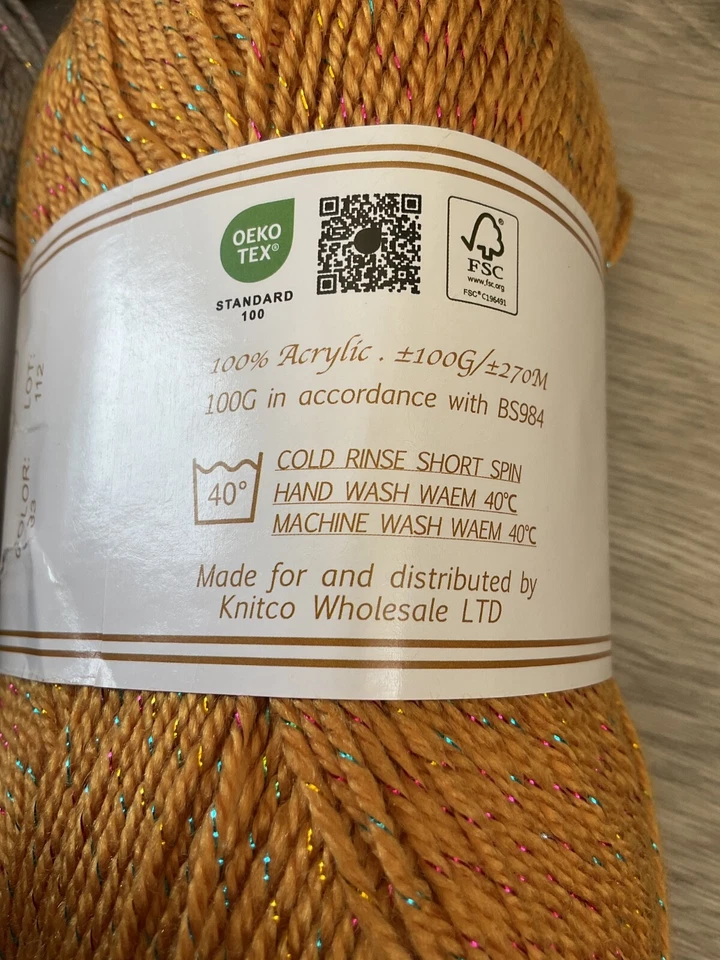 OEKO
TEX®
STANDARD
100
FSC
www.fsc.org
FSC® C196491
100% Acrylic . ±100G/±270M
100G in accordance with BS984
40°
COLD RINSE SHORT SPIN
HAND WASH WAEM 40℃
MACHINE WASH WAEM 40℃
Made for and distributed by
Knitco Wholesale LTD
LOT:
112
COLOR:
33